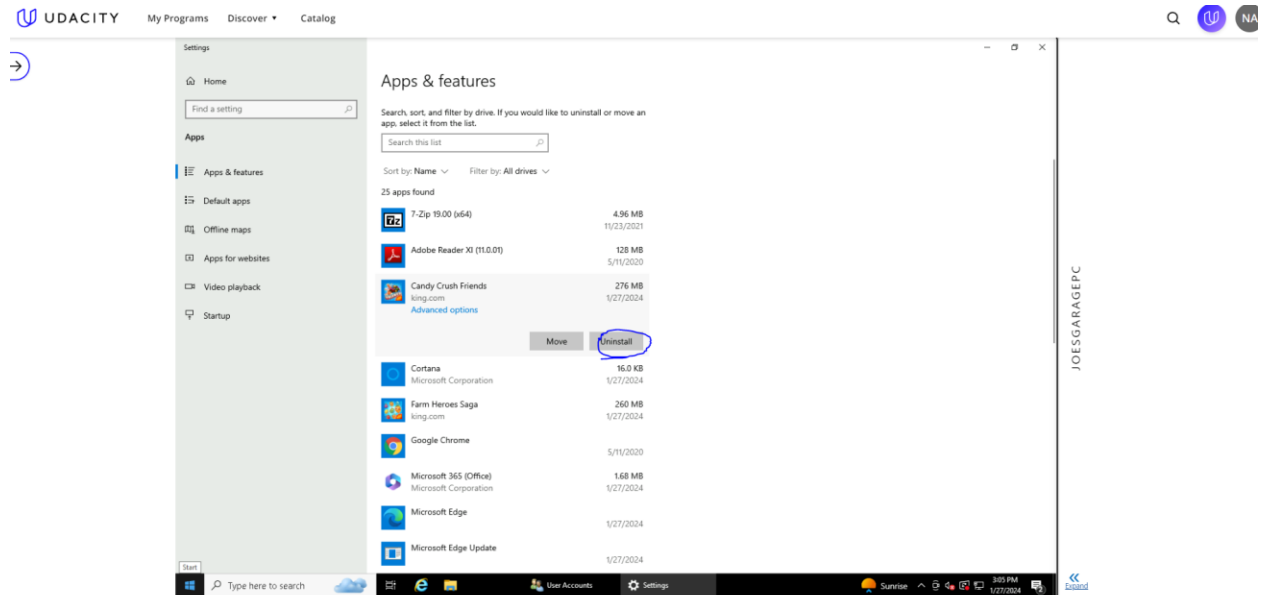 UDACITY My Programs Discover Catalog NA
Settings
Home
Find a setting
Apps
Apps & features
Default apps
Offline maps
Apps for websites
Video playback
Startup
Apps & features
Search, sort, and filter by drive. If you would like to uninstall or move an
app, select it from the list.
Search this list
Sort by: Name Filter by: All drives
25 apps found
7-Zip 19.00 (x64) 4.96 MB
11/23/2021
Adobe Reader XI (11.0.01) 128 MB
5/11/2020
Candy Crush Friends 276 MB
king.com 1/27/2024
Advanced options
Move Uninstall
Cortana 16.0 KB
Microsoft Corporation 1/27/2024
Farm Heroes Saga 260 MB
king.com 1/27/2024
Google Chrome
5/11/2020
Microsoft 365 (Office) 1.68 MB
Microsoft Corporation 1/27/2024
Microsoft Edge
1/27/2024
Microsoft Edge Update
1/27/2024
JOESGARAGEPC
Start
Type here to search User Accounts Settings Sunrise 3:05 PM
1/27/2024 2
Expand